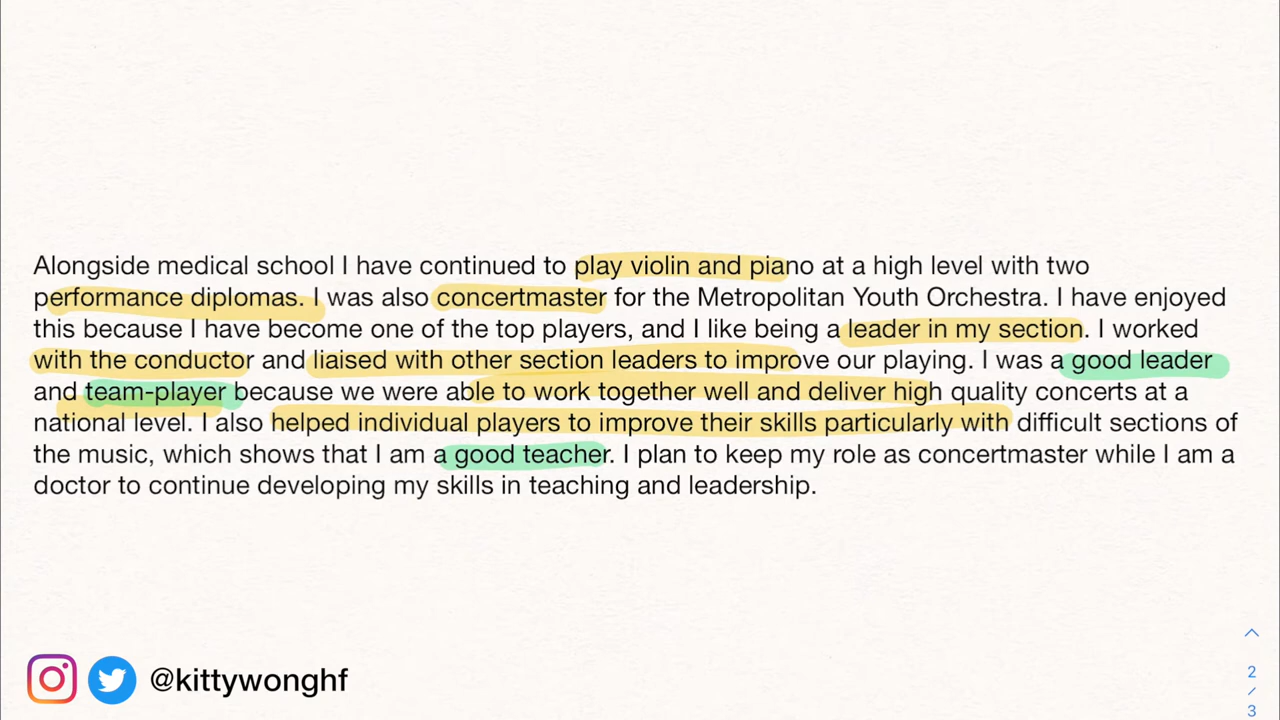 Alongside medical school I have continued to play violin and piano at a high level with two
performance diplomas. I was also concertmaster for the Metropolitan Youth Orchestra. I have enjoyed
this because I have become one of the top players, and I like being a leader in my section. I worked
with the conductor and liaised with other section leaders to improve our playing. I was a good leader
and team-player because we were able to work together well and deliver high quality concerts at a
national level. I also helped individual players to improve their skills particularly with difficult sections of
the music, which shows that I am a good teacher. I plan to keep my role as concertmaster while I am a
doctor to continue developing my skills in teaching and leadership.
@kittywonghf
2
/
3